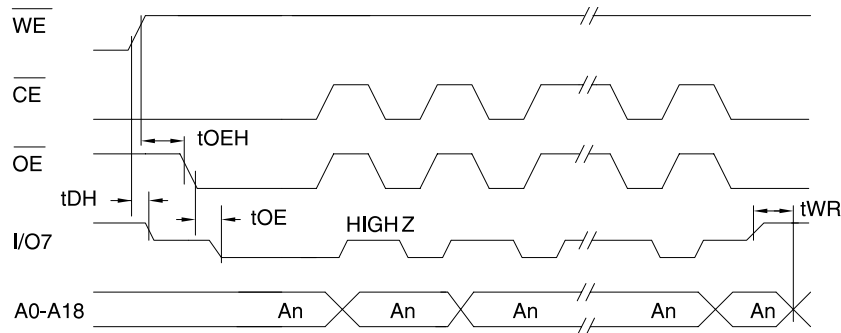 WE
CE
tOEH
OE
tDH
tOE
tWR
HIGH Z
I/O7
A0-A18
An An An An An